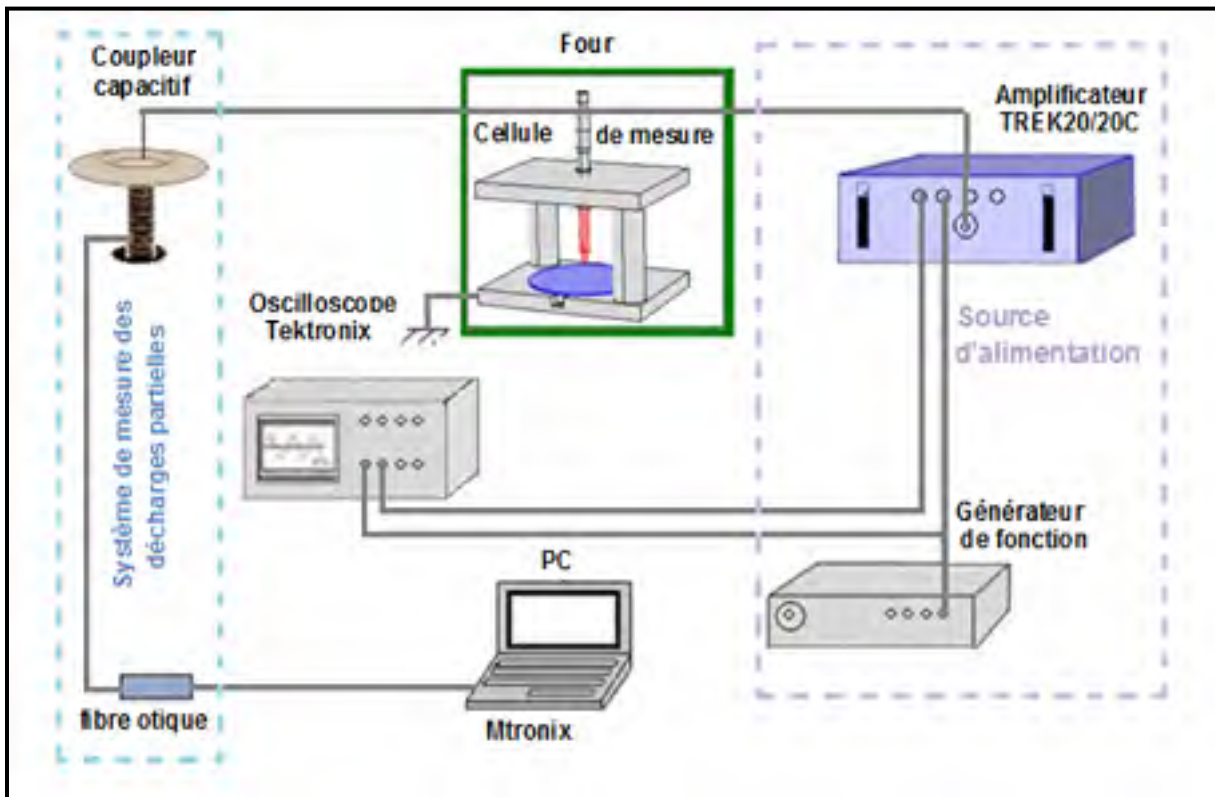 Coupleur
capacitif
Four
Amplificateur
TREK20/20C
Cellule de mesure
Oscilloscope
Tektronix
Système de mesure des
décharges partielles
Source
d'alimentation
Générateur
de fonction
PC
fibre otique
Mtronix